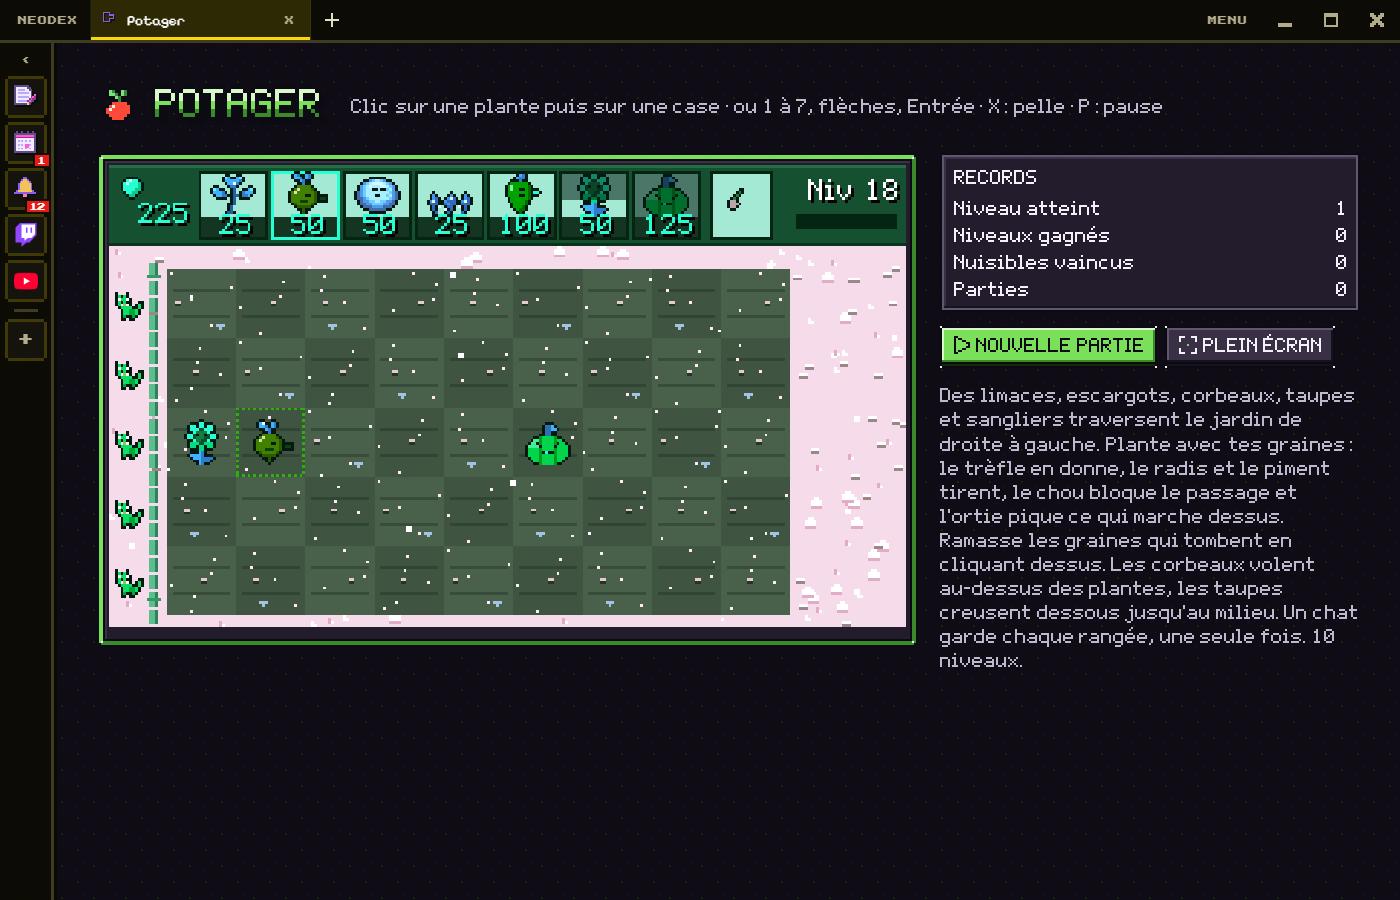 NEODEX
Potager
MENU
1
12
POTAGER
Clic sur une plante puis sur une case · ou 1 à 7, flèches, Entrée · X : pelle · P : pause
225
25
50
50
25
100
50
125
Niv 18
RECORDS
Niveau atteint 1
Niveaux gagnés 0
Nuisibles vaincus 0
Parties 0
NOUVELLE PARTIE
PLEIN ÉCRAN
Des limaces, escargots, corbeaux, taupes
et sangliers traversent le jardin de
droite à gauche. Plante avec tes graines :
le trèfle en donne, le radis et le piment
tirent, le chou bloque le passage et
l'ortie pique ce qui marche dessus.
Ramasse les graines qui tombent en
cliquant dessus. Les corbeaux volent
au-dessus des plantes, les taupes
creusent dessous jusqu'au milieu. Un chat
garde chaque rangée, une seule fois. 10
niveaux.